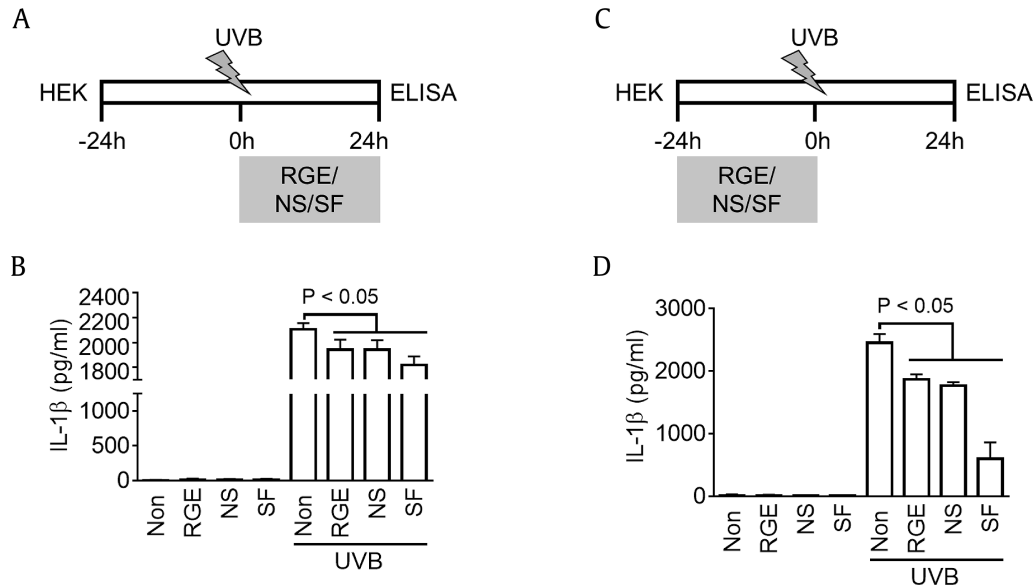 A
UVB
HEK
ELISA
-24h
0h
24h
RGE/
NS/SF
B
IL-1β (pg/ml)
2400
2200
2000
1800
1000
500
0
P < 0.05
Non
RGE
NS
SF
Non
RGE
NS
SF
UVB
C
UVB
HEK
ELISA
-24h
0h
24h
RGE/
NS/SF
D
IL-1β (pg/ml)
3000
2000
1000
0
P < 0.05
Non
RGE
NS
SF
Non
RGE
NS
SF
UVB